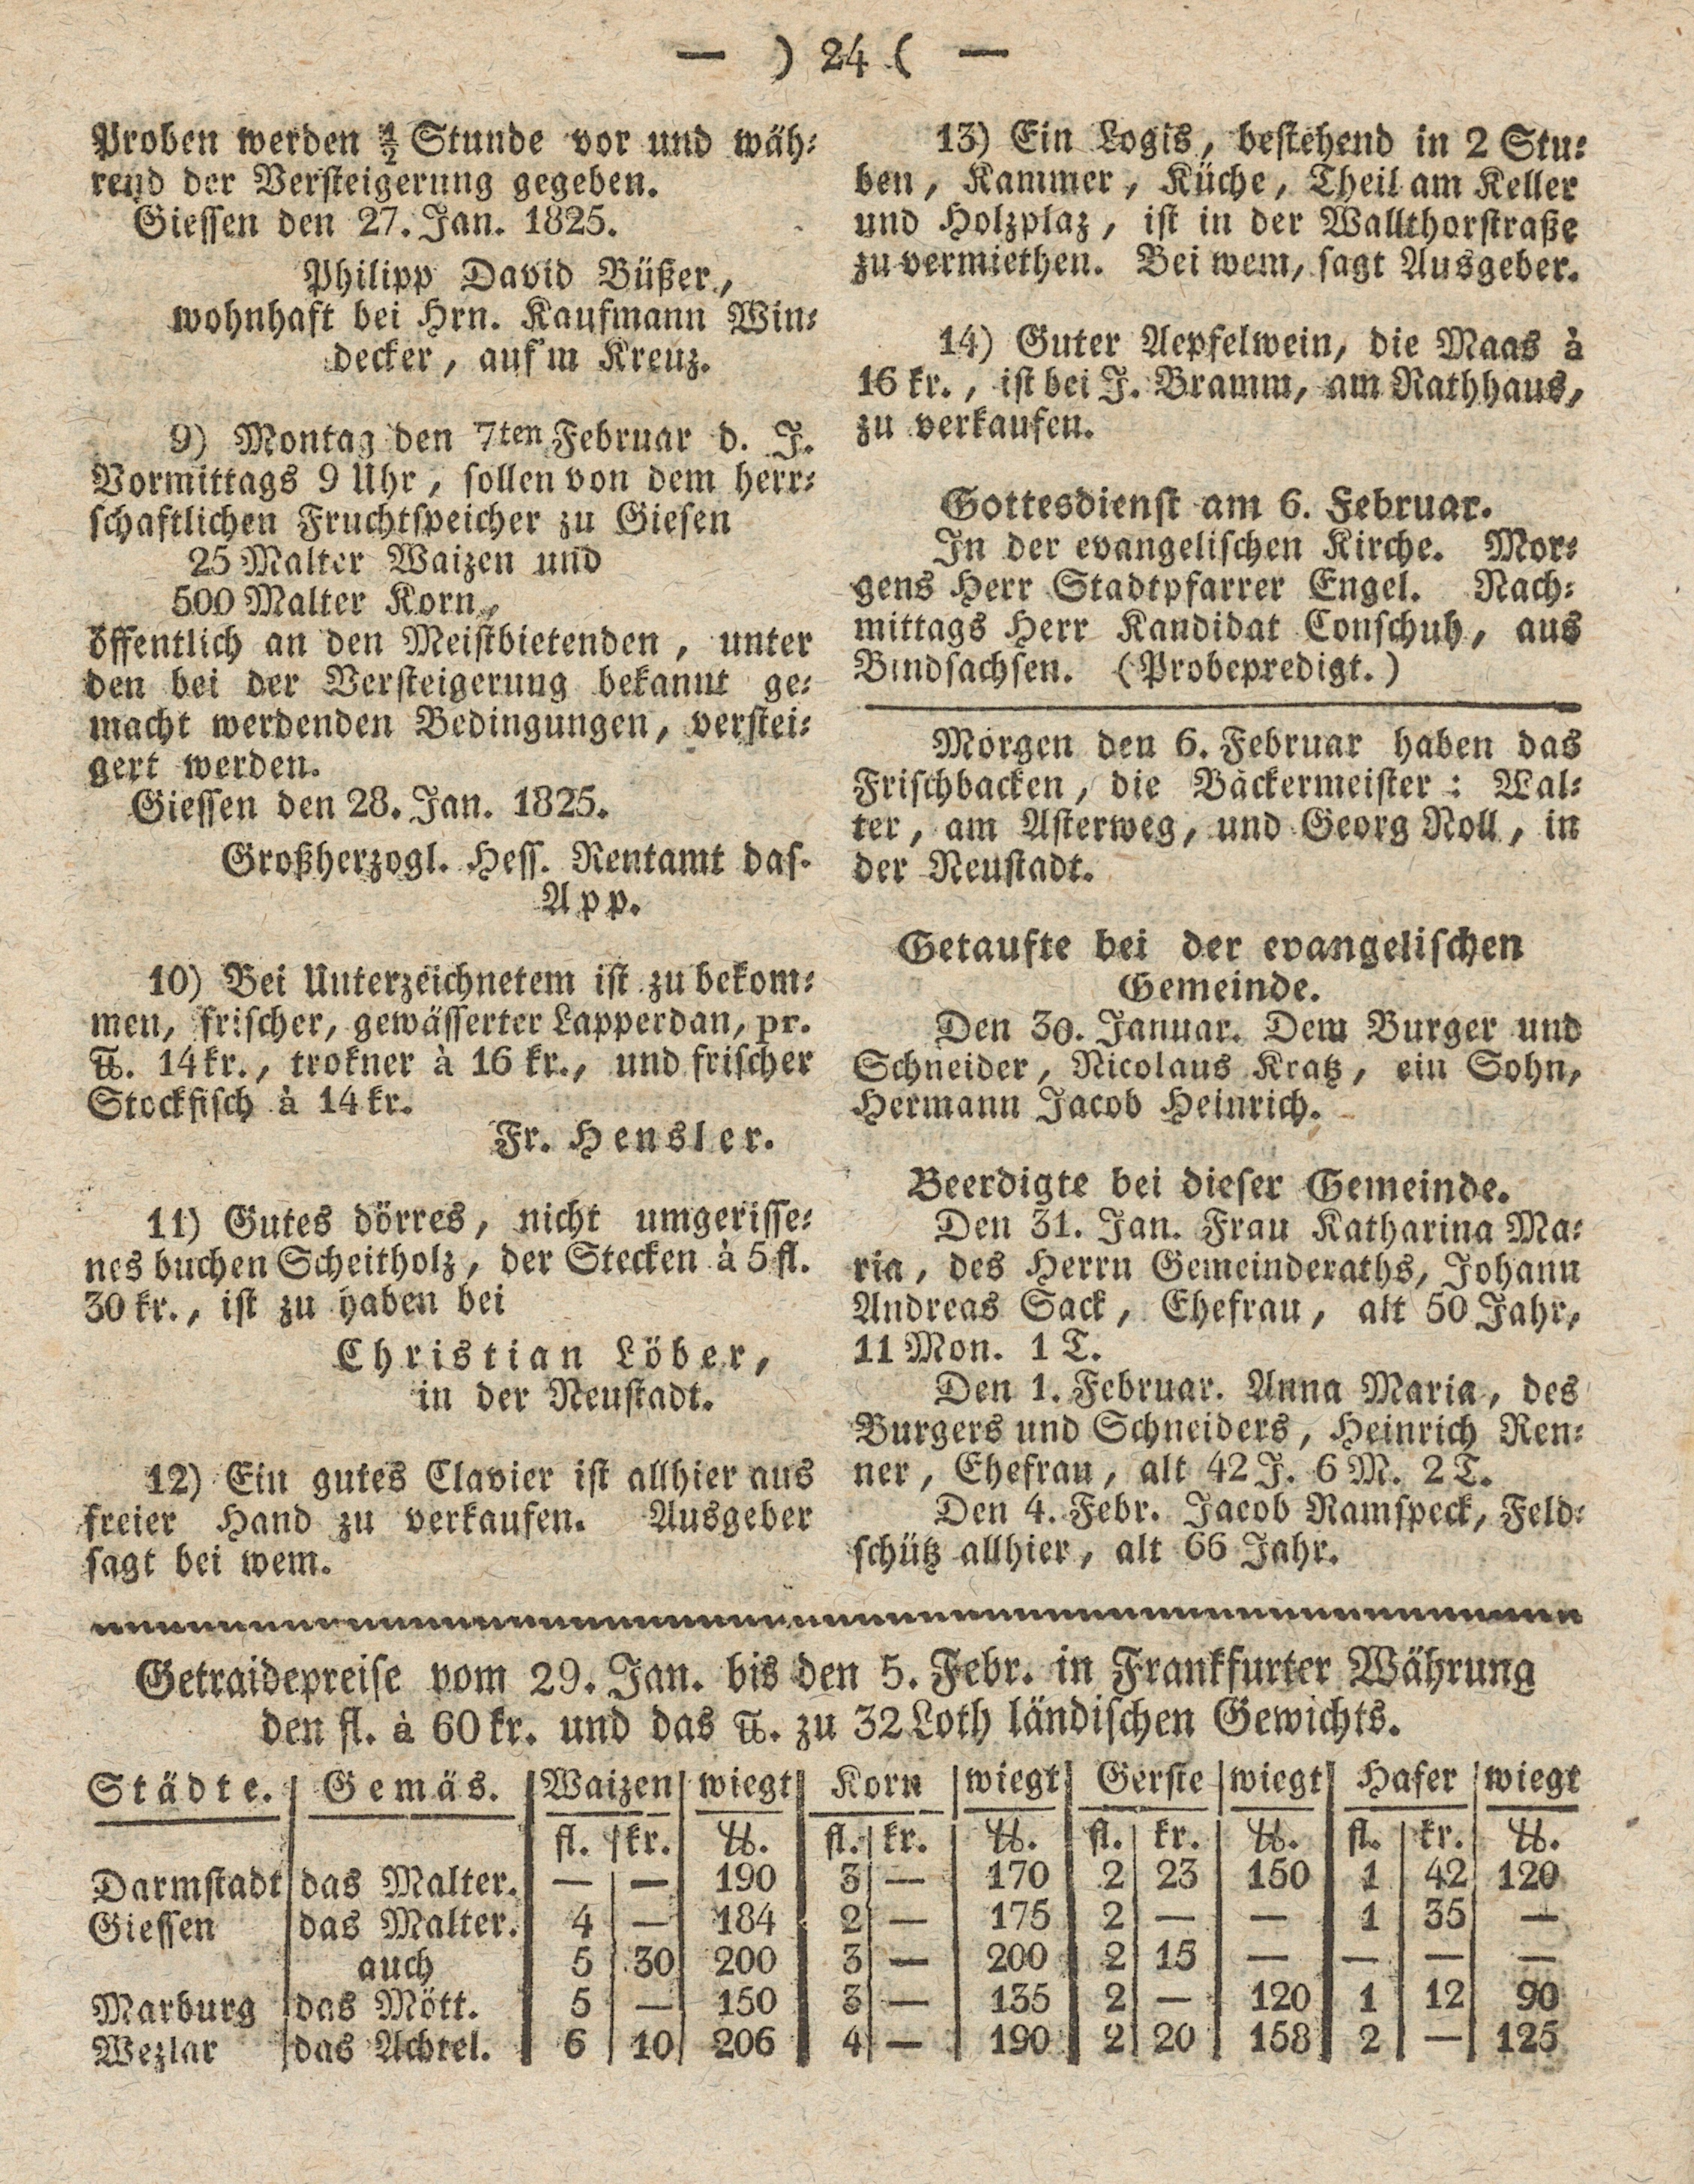 — ) 24 ( —
Proben werden ½ Stunde vor und wäh⸗
rend der Versteigerung gegeben.
Giessen den 27. Jan. 1825.
Philipp David Büßer,
wohnhaft bei Hrn. Kaufmann Win⸗
decker, auf'm Kreuz.
9) Montag den 7ten Februar d. J.
Vormittags 9 Uhr, sollen von dem herr⸗
schaftlichen Fruchtspeicher zu Giesen
25 Malter Waizen und
500 Malter Korn,
öffentlich an den Meistbietenden, unter
den bei der Versteigerung bekannt ge⸗
macht werdenden Bedingungen, verstei⸗
gert werden.
Giessen den 28. Jan. 1825.
Großherzogl. Hess. Rentamt das.
App.
10) Bei Unterzeichnetem ist zu bekom⸗
men, frischer, gewässerter Lapperdan, pr.
℔. 14 kr., trokner à 16 kr., und frischer
Stockfisch à 14 kr.
Fr. Hensler.
11) Gutes dörres, nicht umgerisse⸗
nes buchen Scheitholz, der Stecken à 5 fl.
30 kr., ist zu haben bei
Christian Löber,
in der Neustadt.
12) Ein gutes Clavier ist allhier aus
freier Hand zu verkaufen. Ausgeber
sagt bei wem.
13) Ein Logis, bestehend in 2 Stu⸗
ben, Kammer, Küche, Theil am Keller
und Holzplaz, ist in der Wallthorstraße
zu vermiethen. Bei wem, sagt Ausgeber.
14) Guter Aepfelwein, die Maas à
16 kr., ist bei J. Bramm, am Rathhaus,
zu verkaufen.
Gottesdienst am 6. Februar.
In der evangelischen Kirche. Mor⸗
gens Herr Stadtpfarrer Engel. Nach⸗
mittags Herr Kandidat Conschuh, aus
Bindsachsen. (Probepredigt.)
Morgen den 6. Februar haben das
Frischbacken, die Bäckermeister: Wal⸗
ter, am Asterweg, und Georg Noll, in
der Neustadt.
Getaufte bei der evangelischen
Gemeinde.
Den 30. Januar. Dem Burger und
Schneider, Nicolaus Kratz, ein Sohn,
Hermann Jacob Heinrich.
Beerdigte bei dieser Gemeinde.
Den 31. Jan. Frau Katharina Ma⸗
ria, des Herrn Gemeinderaths, Johann
Andreas Sack, Ehefrau, alt 50 Jahr,
11 Mon. 1 T.
Den 1. Februar. Anna Maria, des
Burgers und Schneiders, Heinrich Ren⸗
ner, Ehefrau, alt 42 J. 6 M. 2 T.
Den 4. Febr. Jacob Ramspeck, Feld⸗
schütz allhier, alt 66 Jahr.
Getraidepreise vom 29. Jan. bis den 5. Febr. in Frankfurter Währung
den fl. à 60 kr. und das ℔. zu 32 Loth ländischen Gewichts.
Städte. Gemäs. Waizen wiegt Korn wiegt Gerste wiegt Hafer wiegt
fl. kr. ℔. fl. kr. ℔. fl. kr. ℔. fl. kr. ℔.
Darmstadt das Malter. — — 190 3 — 170 2 23 150 1 42 120
Giessen das Malter. 4 — 184 2 — 175 2 — — 1 35 —
auch 5 30 200 3 — 200 2 15 — — — —
Marburg das Mött. 5 — 150 3 — 135 2 — 120 1 12 90
Wezlar das Achtel. 6 10 206 4 — 190 2 20 158 2 — 125